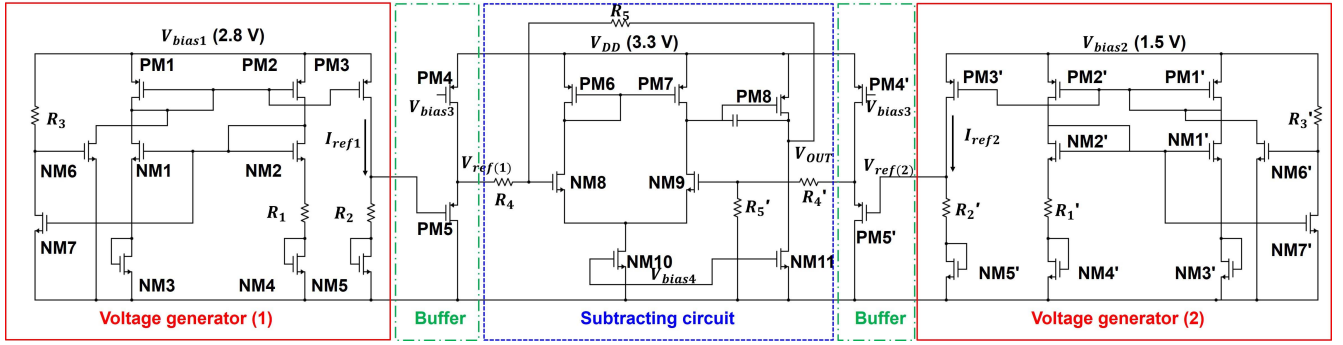 R5
Vbias1 (2.8 V)
VDD (3.3 V)
Vbias2 (1.5 V)
PM1
PM2
PM3
PM4
PM6
PM7
PM8
PM4'
PM3'
PM2'
PM1'
Vbias3
Vbias3
R3
Iref1
Iref2
R3'
NM6
NM1
NM2
Vref(1)
VOUT
Vref(2)
NM2'
NM1'
NM6'
NM8
NM9
R4
R4'
R5'
NM7
R1
R2
PM5
PM5'
R2'
R1'
NM7'
NM3
NM4
NM5
NM10
Vbias4
NM11
NM5'
NM4'
NM3'
Voltage generator (1)
Buffer
Subtracting circuit
Buffer
Voltage generator (2)